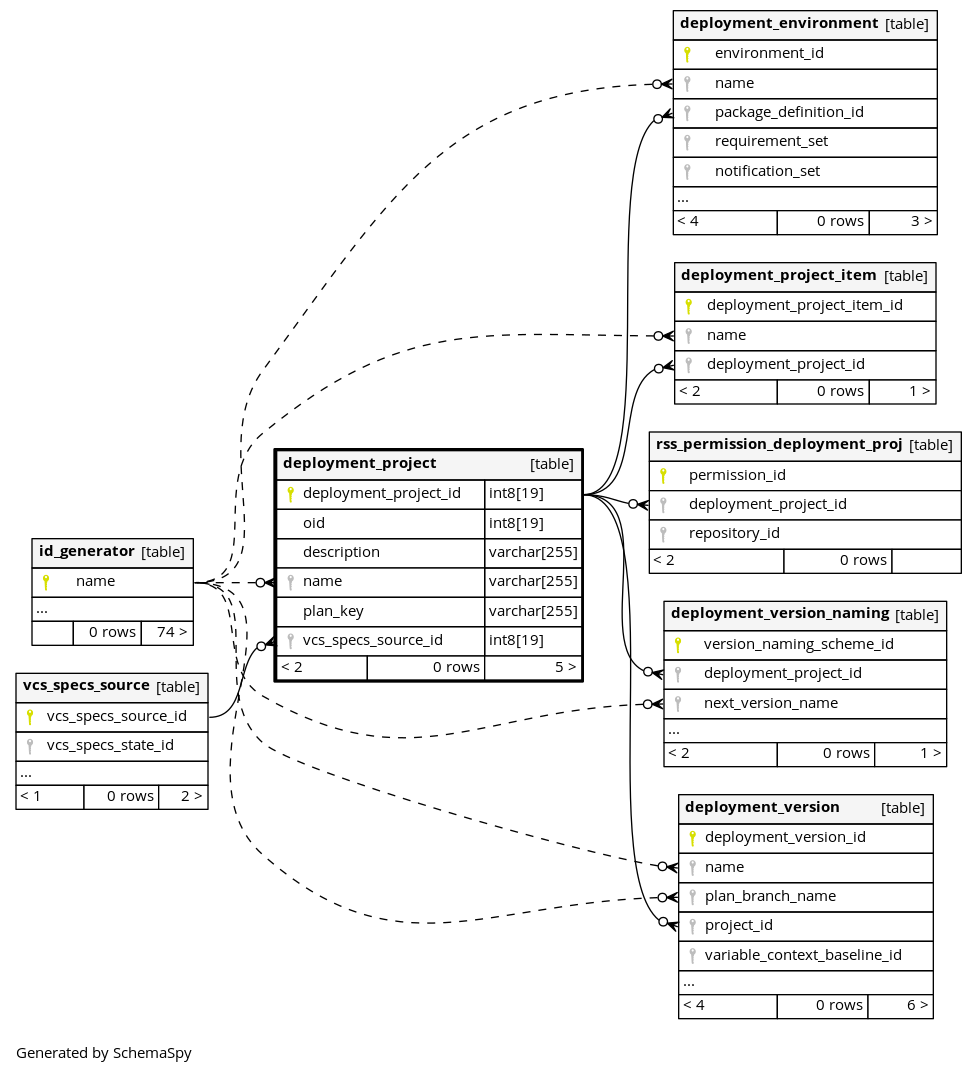 deployment_environment [table]
environment_id
name
package_definition_id
requirement_set
notification_set
...
< 4 0 rows 3 >
deployment_project_item [table]
deployment_project_item_id
name
deployment_project_id
< 2 0 rows 1 >
rss_permission_deployment_proj [table]
permission_id
deployment_project_id
repository_id
< 2 0 rows
deployment_project [table]
deployment_project_id int8[19]
oid int8[19]
description varchar[255]
name varchar[255]
plan_key varchar[255]
vcs_specs_source_id int8[19]
< 2 0 rows 5 >
id_generator [table]
name
...
0 rows 74 >
vcs_specs_source [table]
vcs_specs_source_id
vcs_specs_state_id
...
< 1 0 rows 2 >
deployment_version_naming [table]
version_naming_scheme_id
deployment_project_id
next_version_name
...
< 2 0 rows 1 >
deployment_version [table]
deployment_version_id
name
plan_branch_name
project_id
variable_context_baseline_id
...
< 4 0 rows 6 >
Generated by SchemaSpy